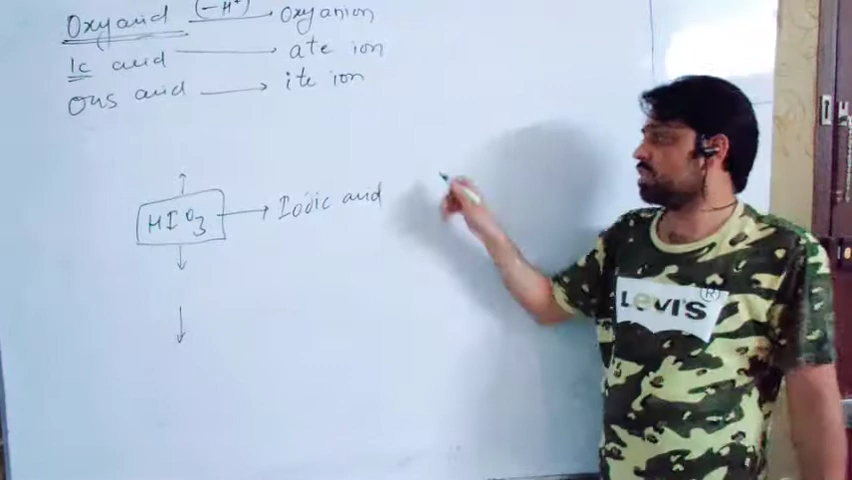 Oxyacid (-H⁺) → Oxyanion
Ic acid → ate ion
Ous acid → ite ion
HIO₃ → Iodic acid
LEVI'S ®